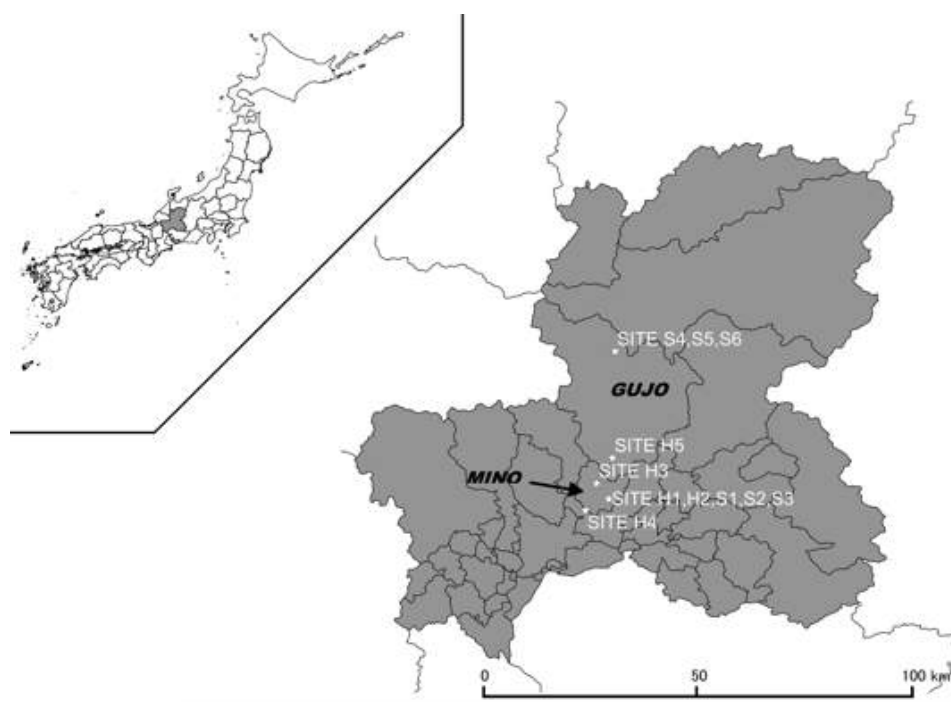 SITE S4,S5,S6
GUJO
SITE H5
SITE H3
MINO
SITE H1,H2,S1,S2,S3
SITE H4
0 50 100 km